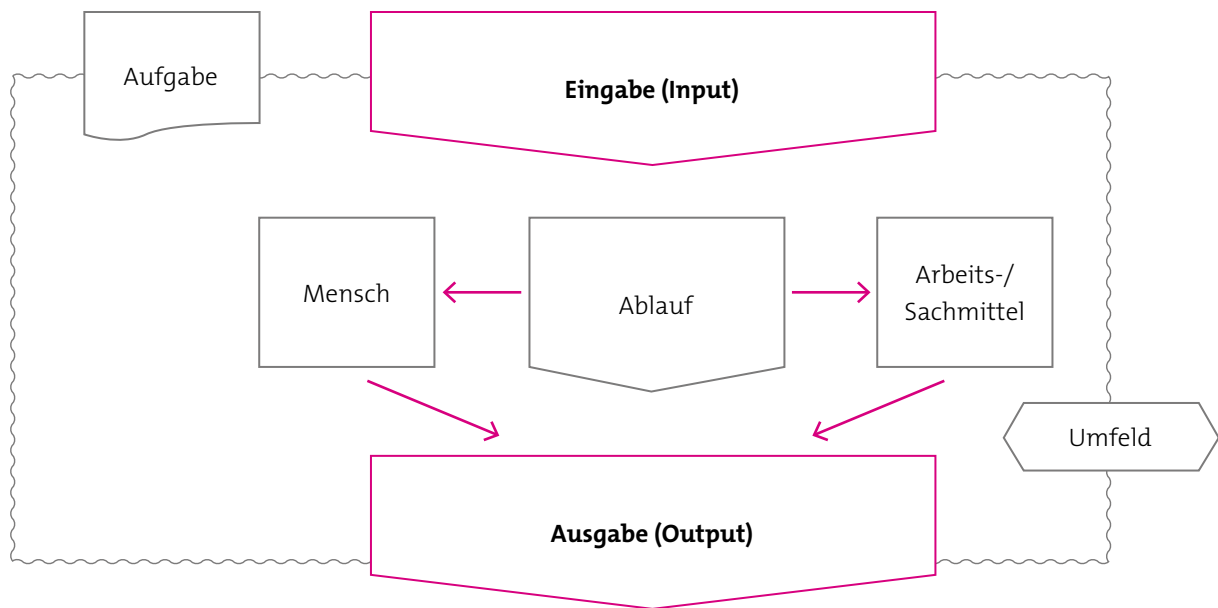 Aufgabe
Eingabe (Input)
Mensch
Ablauf
Arbeits-/
Sachmittel
Umfeld
Ausgabe (Output)